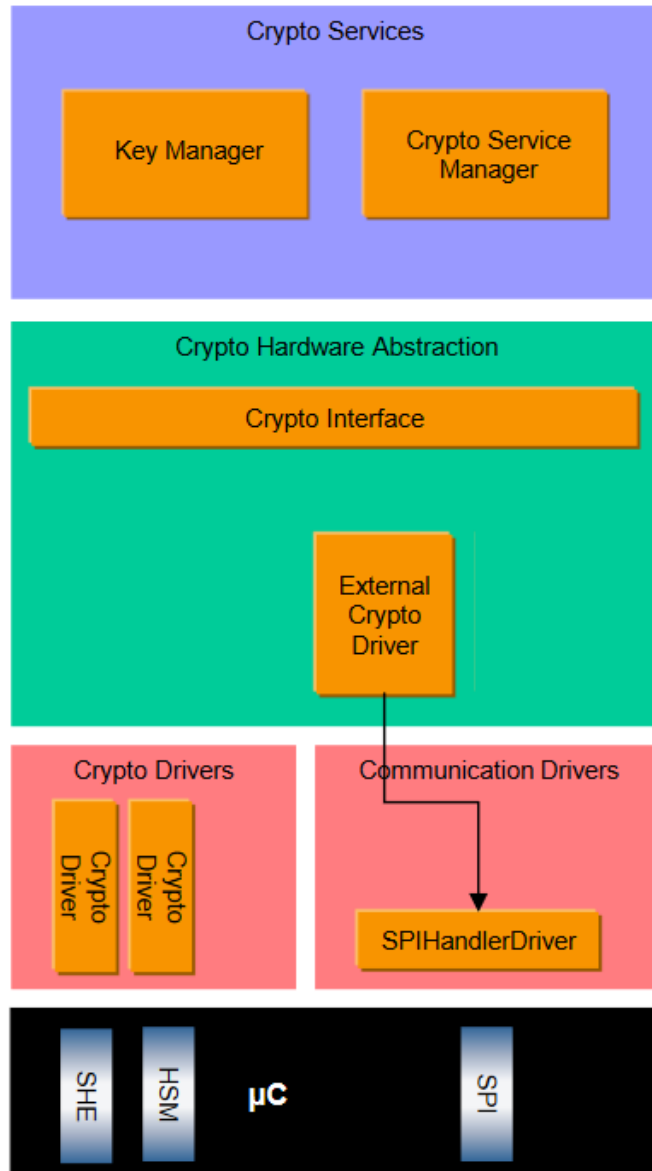 Crypto Services
Key Manager
Crypto Service
Manager
Crypto Hardware Abstraction
Crypto Interface
External
Crypto
Driver
Crypto Drivers
Communication Drivers
Crypto
Driver
Crypto
Driver
SPIHandlerDriver
SHE
HSM
µC
SPI